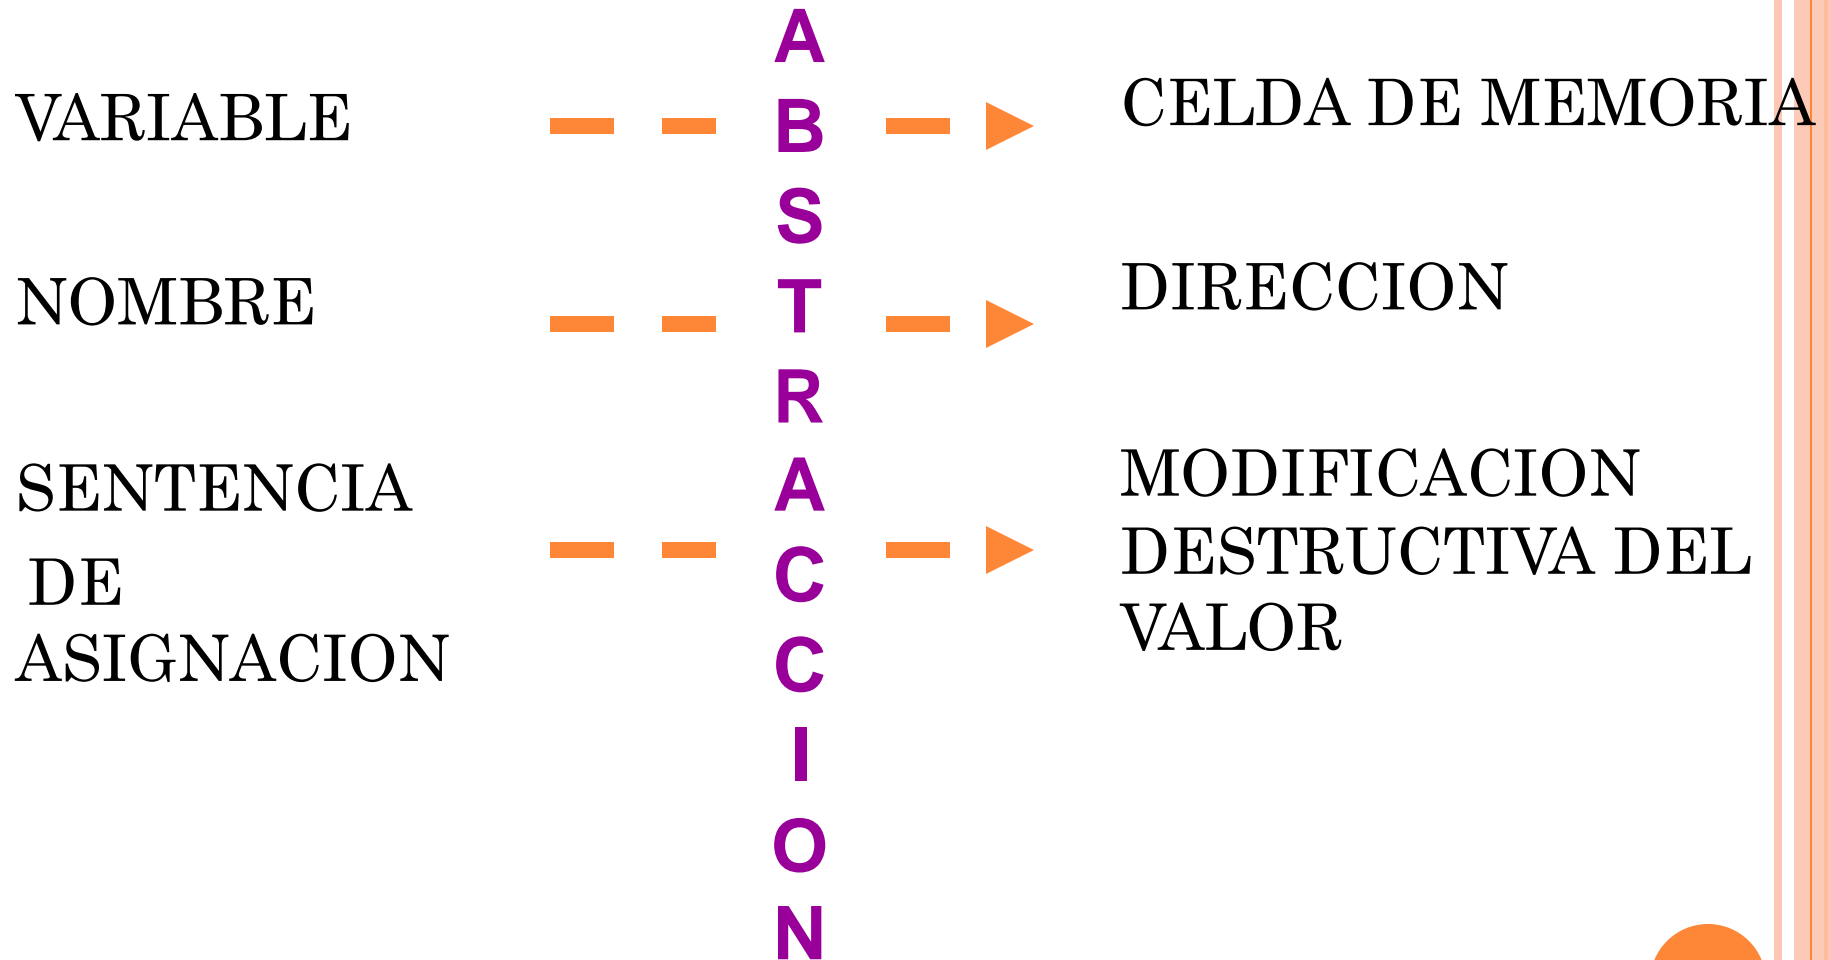 VARIABLE
NOMBRE
SENTENCIA
DE
ASIGNACION
A
B
S
T
R
A
C
C
I
O
N
CELDA DE MEMORIA
DIRECCION
MODIFICACION
DESTRUCTIVA DEL
VALOR